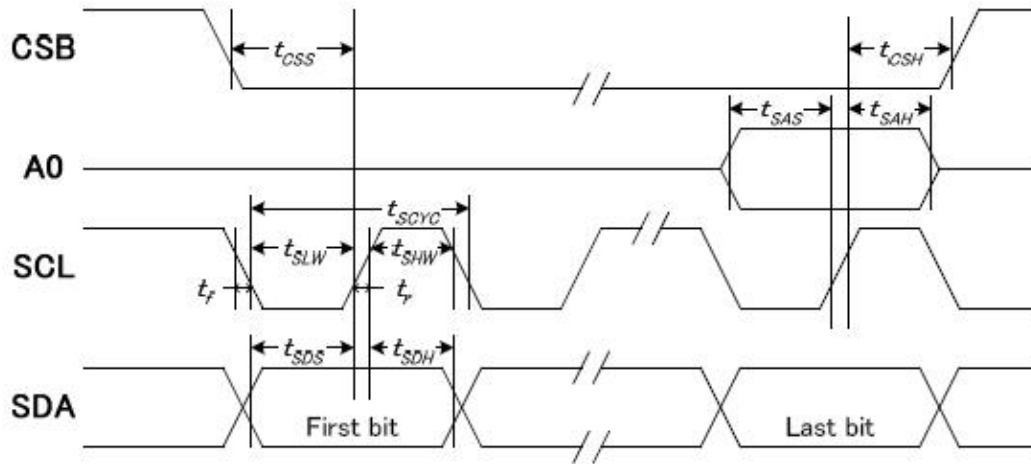 CSB
tCSS
tCSH
tSAS
tSAH
A0
tSCYC
tSLW
tSHW
SCL
tf
tr
tSDS
tSDH
SDA
First bit
Last bit